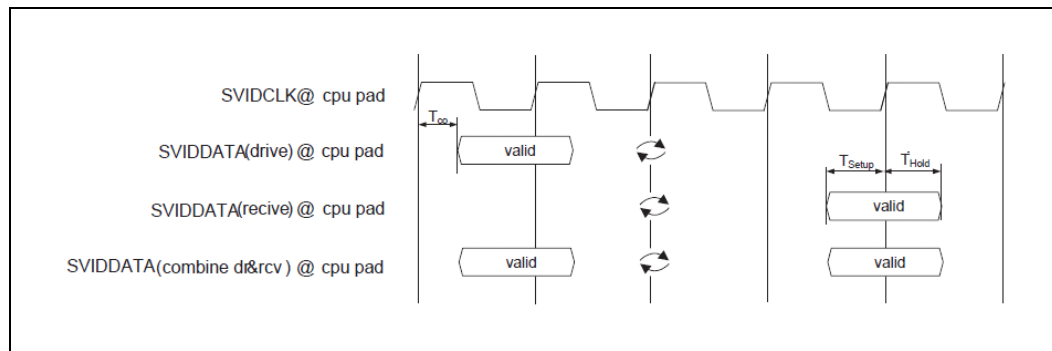 SVIDCLK@ cpu pad
Tco
SVIDDATA(drive) @ cpu pad
valid
TSetup
THold
SVIDDATA(recive) @ cpu pad
valid
SVIDDATA(combine dr&rcv ) @ cpu pad
valid
valid